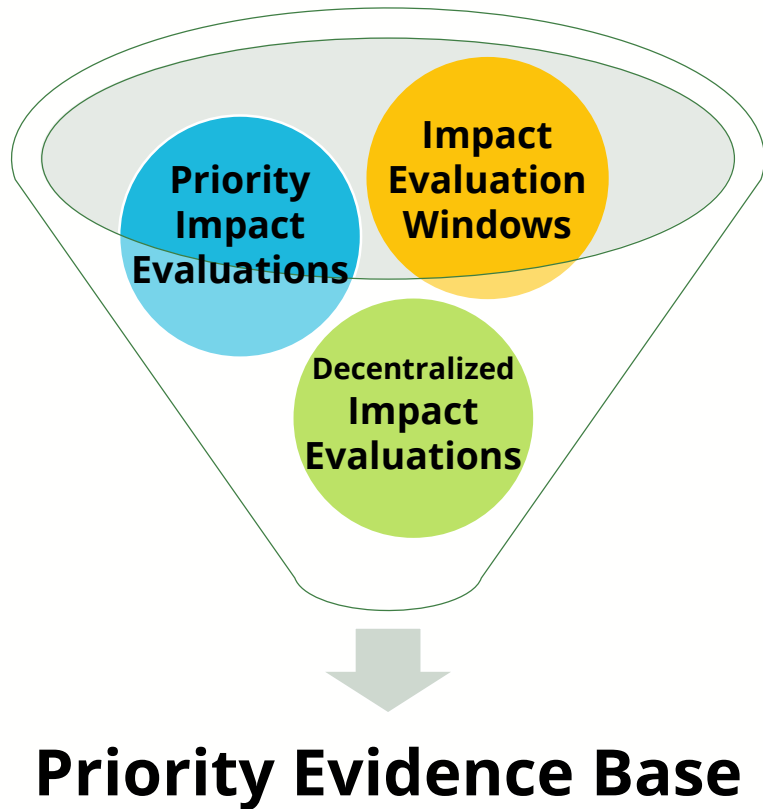 Priority
Impact
Evaluations
Impact
Evaluation
Windows
Decentralized
Impact
Evaluations
Priority Evidence Base